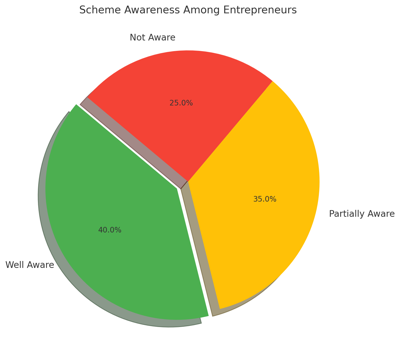 Scheme Awareness Among Entrepreneurs
Not Aware
25.0%
35.0%
Partially Aware
40.0%
Well Aware